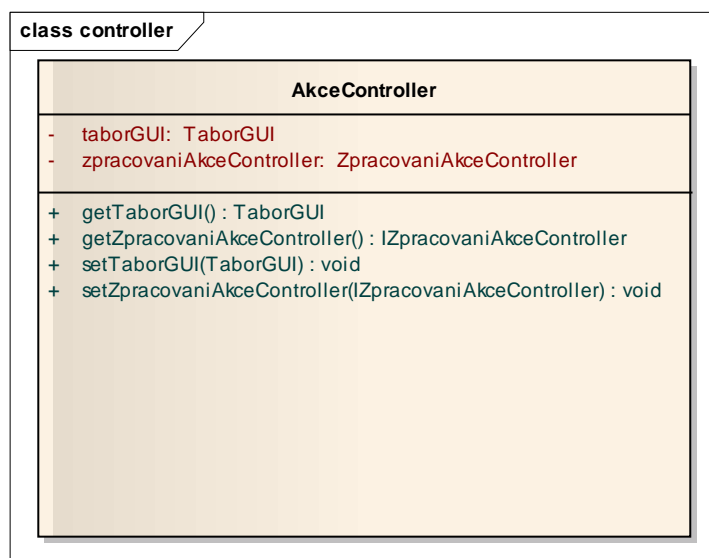 class controller
AkceController
- taborGUI: TaborGUI
- zpracovaniAkceController: ZpracovaniAkceController
+ getTaborGUI() : TaborGUI
+ getZpracovaniAkceController() : IZpracovaniAkceController
+ setTaborGUI(TaborGUI) : void
+ setZpracovaniAkceController(IZpracovaniAkceController) : void